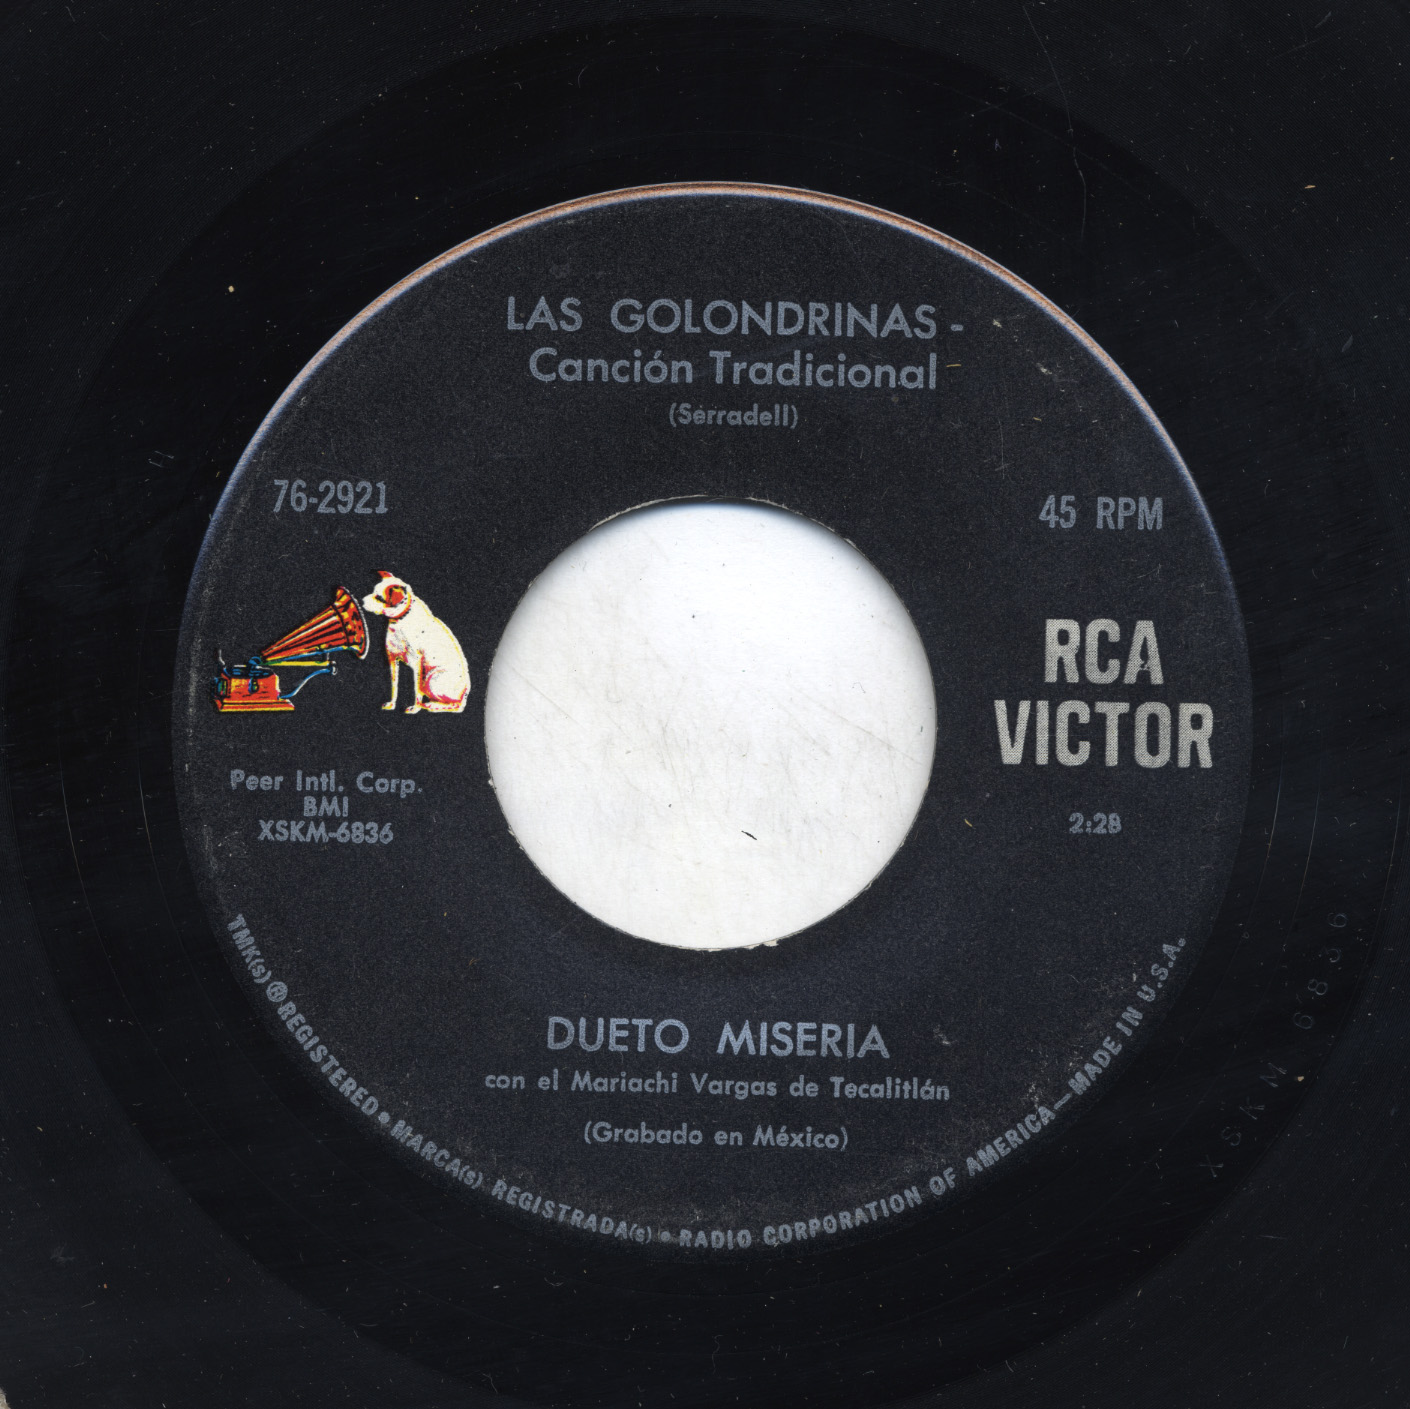 LAS GOLONDRINAS -
Canción Tradicional
(Serradell)
76-2921
45 RPM
RCA
VICTOR
Peer Intl. Corp.
BMI
XSKM-6836
2:28
DUETO MISERIA
con el Mariachi Vargas de Tecalitlán
(Grabado en México)
TMK(s) ® REGISTERED • MARCA(s) REGISTRADA(s) • RADIO CORPORATION OF AMERICA—MADE IN U.S.A.
XSKM 6836